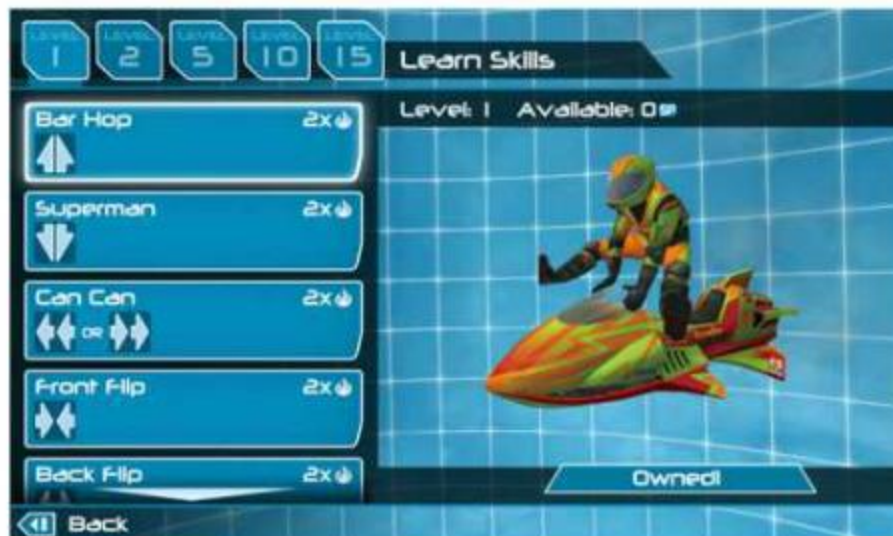 LEVEL 1
LEVEL 2
LEVEL 5
LEVEL 10
LEVEL 15
Learn Skills
Level: 1 Available: 0 SP
Bar Hop 2x
Superman 2x
Can Can 2x
OR
Front Flip 2x
Back Flip 2x
Owned!
Back